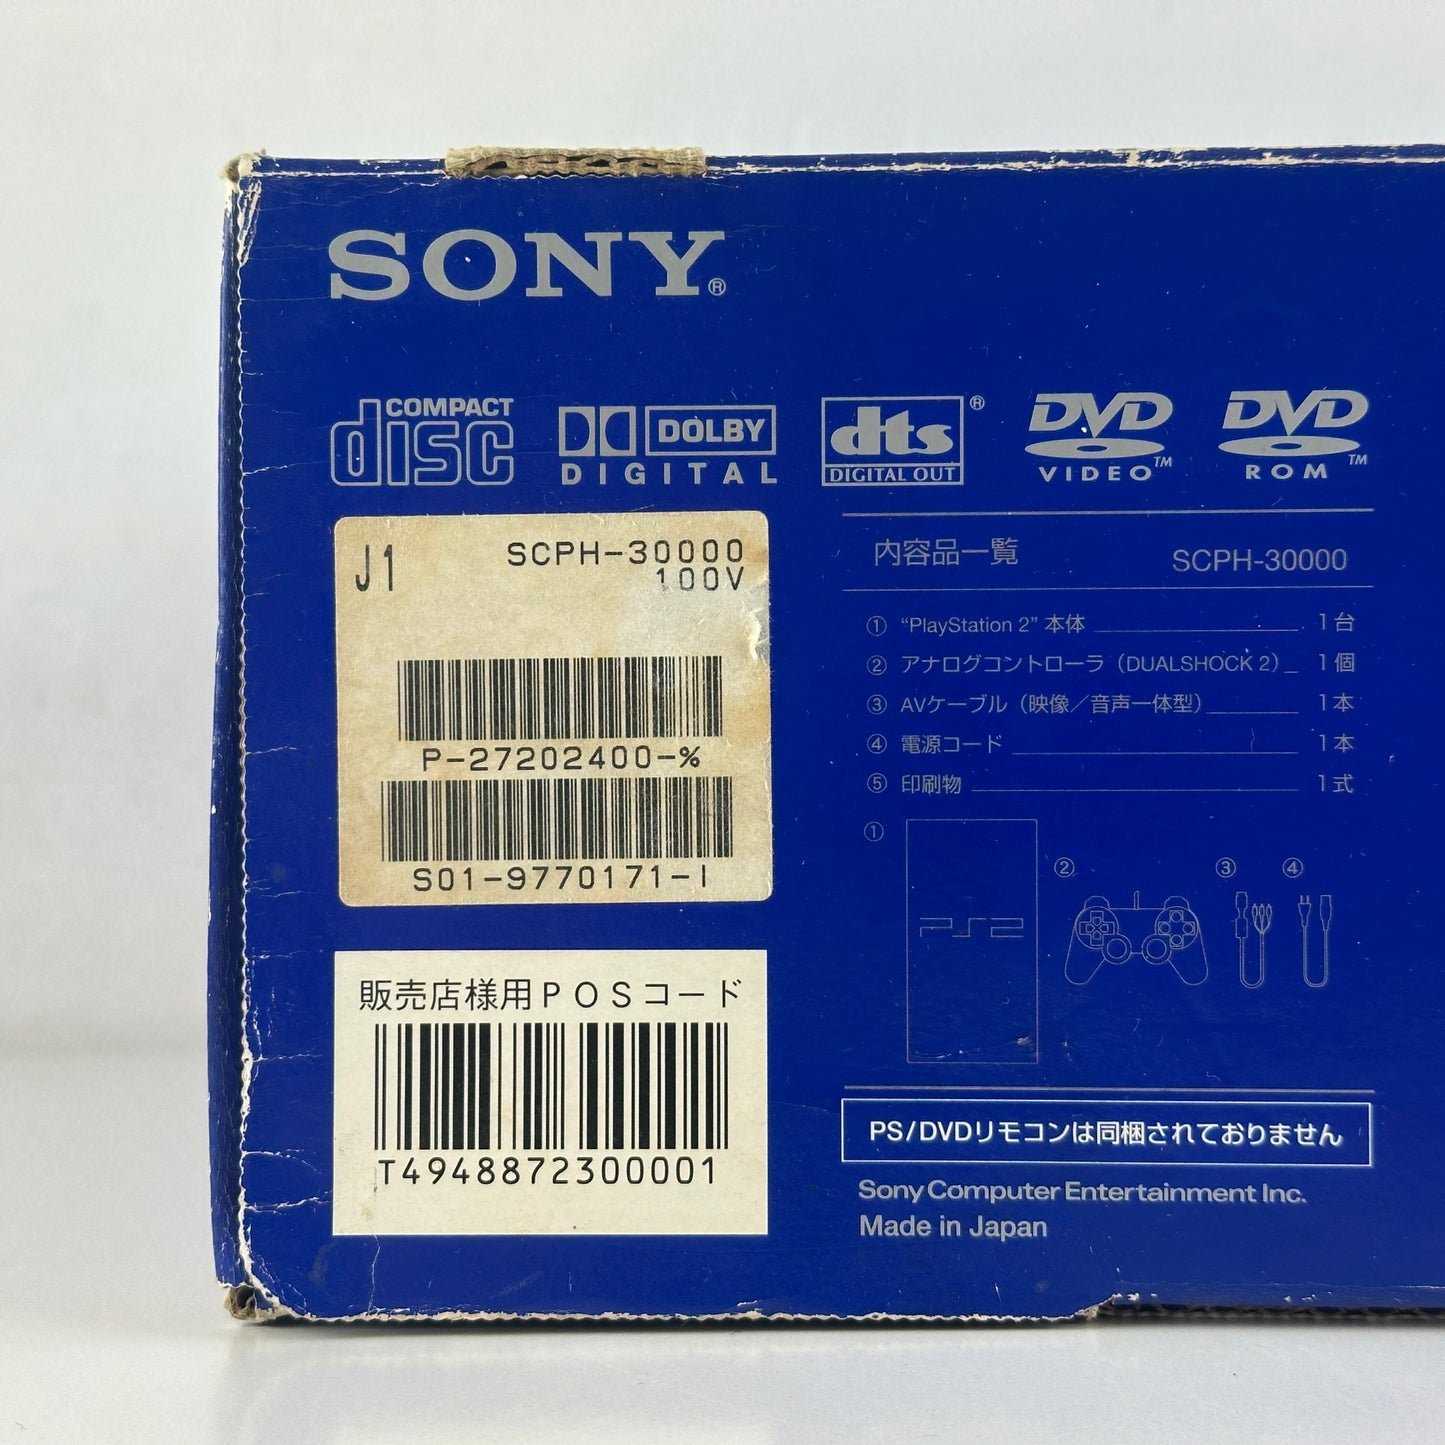 SONY®
COMPACT disc
DOLBY DIGITAL
dts® DIGITAL OUT
DVD VIDEO™
DVD ROM™
J1
SCPH-30000
100V
P-27202400-%
S01-9770171-I
販売店様用POSコード
T4948872300001
内容品一覧 SCPH-30000
① “PlayStation 2” 本体 1台
② アナログコントローラ（DUALSHOCK 2） 1個
③ AVケーブル（映像／音声一体型） 1本
④ 電源コード 1本
⑤ 印刷物 1式
① ② ③ ④
PS2
PS/DVDリモコンは同梱されておりません
Sony Computer Entertainment Inc.
Made in Japan